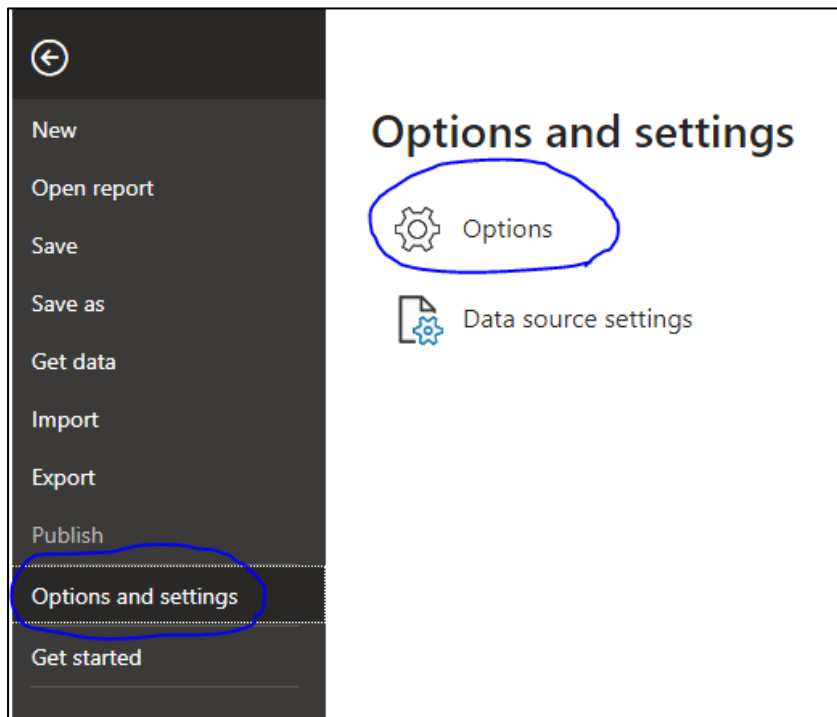 New
Open report
Save
Save as
Get data
Import
Export
Publish
Options and settings
Get started
Options and settings
Options
Data source settings